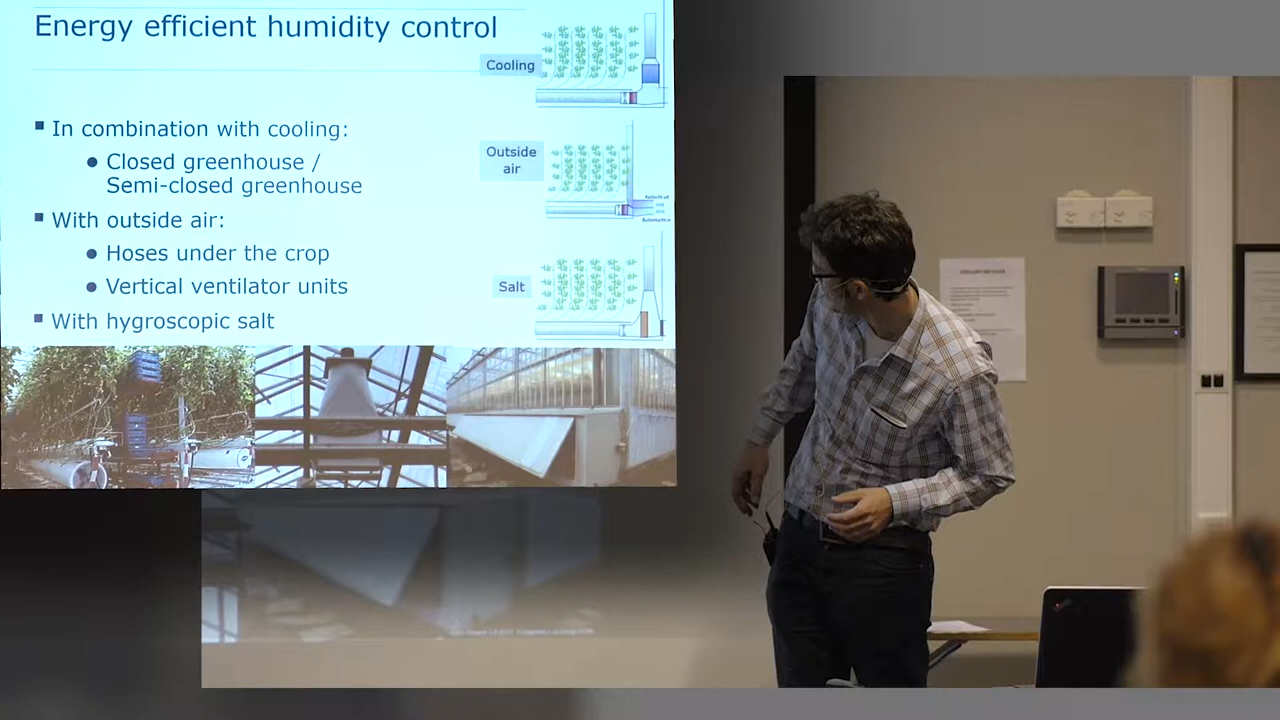 Energy efficient humidity control
Cooling
In combination with cooling:
Closed greenhouse /
Semi-closed greenhouse
Outside
air
With outside air:
Hoses under the crop
Vertical ventilator units
Salt
With hygroscopic salt